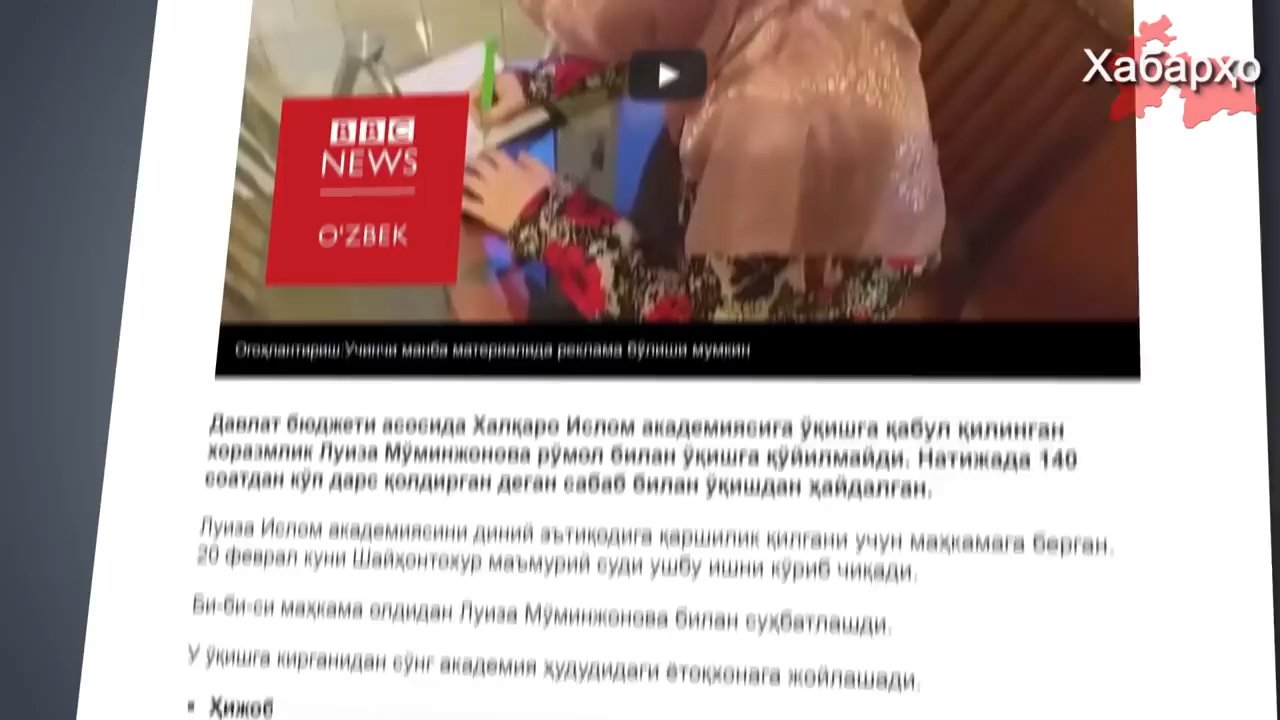 Хабарҳо
BBC
NEWS
O'ZBEK
Огоҳлантириш:Учинчи манба материалида реклама бўлиши мумкин
Давлат бюджети асосида Халқаро Ислом академиясига ўқишга қабул қилинган
хоразмлик Луиза Мўминжонова рўмол билан ўқишга қўйилмайди. Натижада 140
соатдан кўп дарс қолдирган деган сабаб билан ўқишдан ҳайдалган.
Луиза Ислом академиясини диний эътиқодига қаршилик қилгани учун маҳкамага берган.
20 феврал куни Шайҳонтоҳур маъмурий суди ушбу ишни кўриб чиқади.
Би-би-си маҳкама олдидан Луиза Мўминжонова билан суҳбатлашди.
У ўқишга кирганидан сўнг академия ҳудудидаги ётоқхонага жойлашади.
▪ Ҳижоб